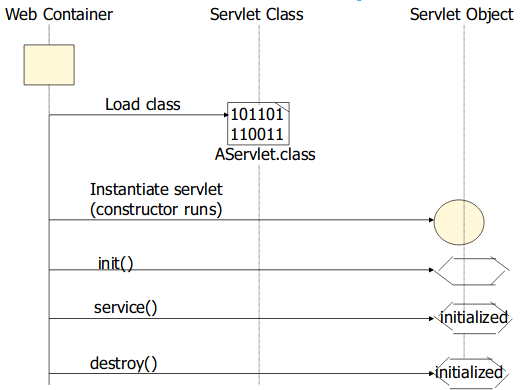 Web Container
Servlet Class
Servlet Object
Load class
101101
110011
AServlet.class
Instantiate servlet
(constructor runs)
init()
service()
initialized
destroy()
initialized